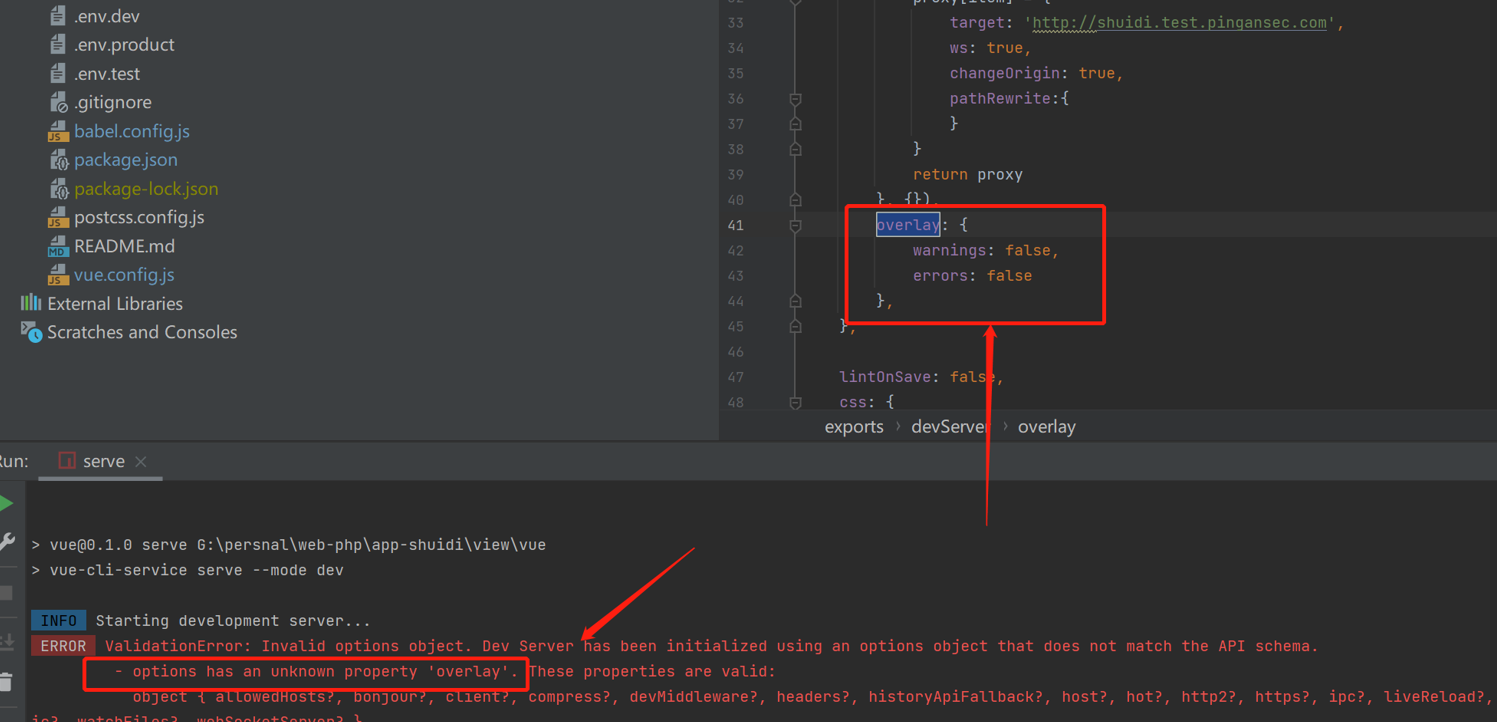 .env.dev
.env.product
.env.test
.gitignore
babel.config.js
package.json
package-lock.json
postcss.config.js
README.md
vue.config.js
External Libraries
Scratches and Consoles
33 target: 'http://shuidi.test.pingansec.com',
34 ws: true,
35 changeOrigin: true,
36 pathRewrite:{
37 }
38 }
39 return proxy
40 }, {}),
41 overlay: {
42 warnings: false,
43 errors: false
44 },
45 },
46
47 lintOnSave: false,
48 css: {
exports › devServer › overlay
Run: serve ×
> vue@0.1.0 serve G:\persnal\web-php\app-shuidi\view\vue
> vue-cli-service serve --mode dev
INFO Starting development server...
ERROR ValidationError: Invalid options object. Dev Server has been initialized using an options object that does not match the API schema.
- options has an unknown property 'overlay'. These properties are valid:
object { allowedHosts?, bonjour?, client?, compress?, devMiddleware?, headers?, historyApiFallback?, host?, hot?, http2?, https?, ipc?, liveReload?,
watchFiles?, webSocketServer? }